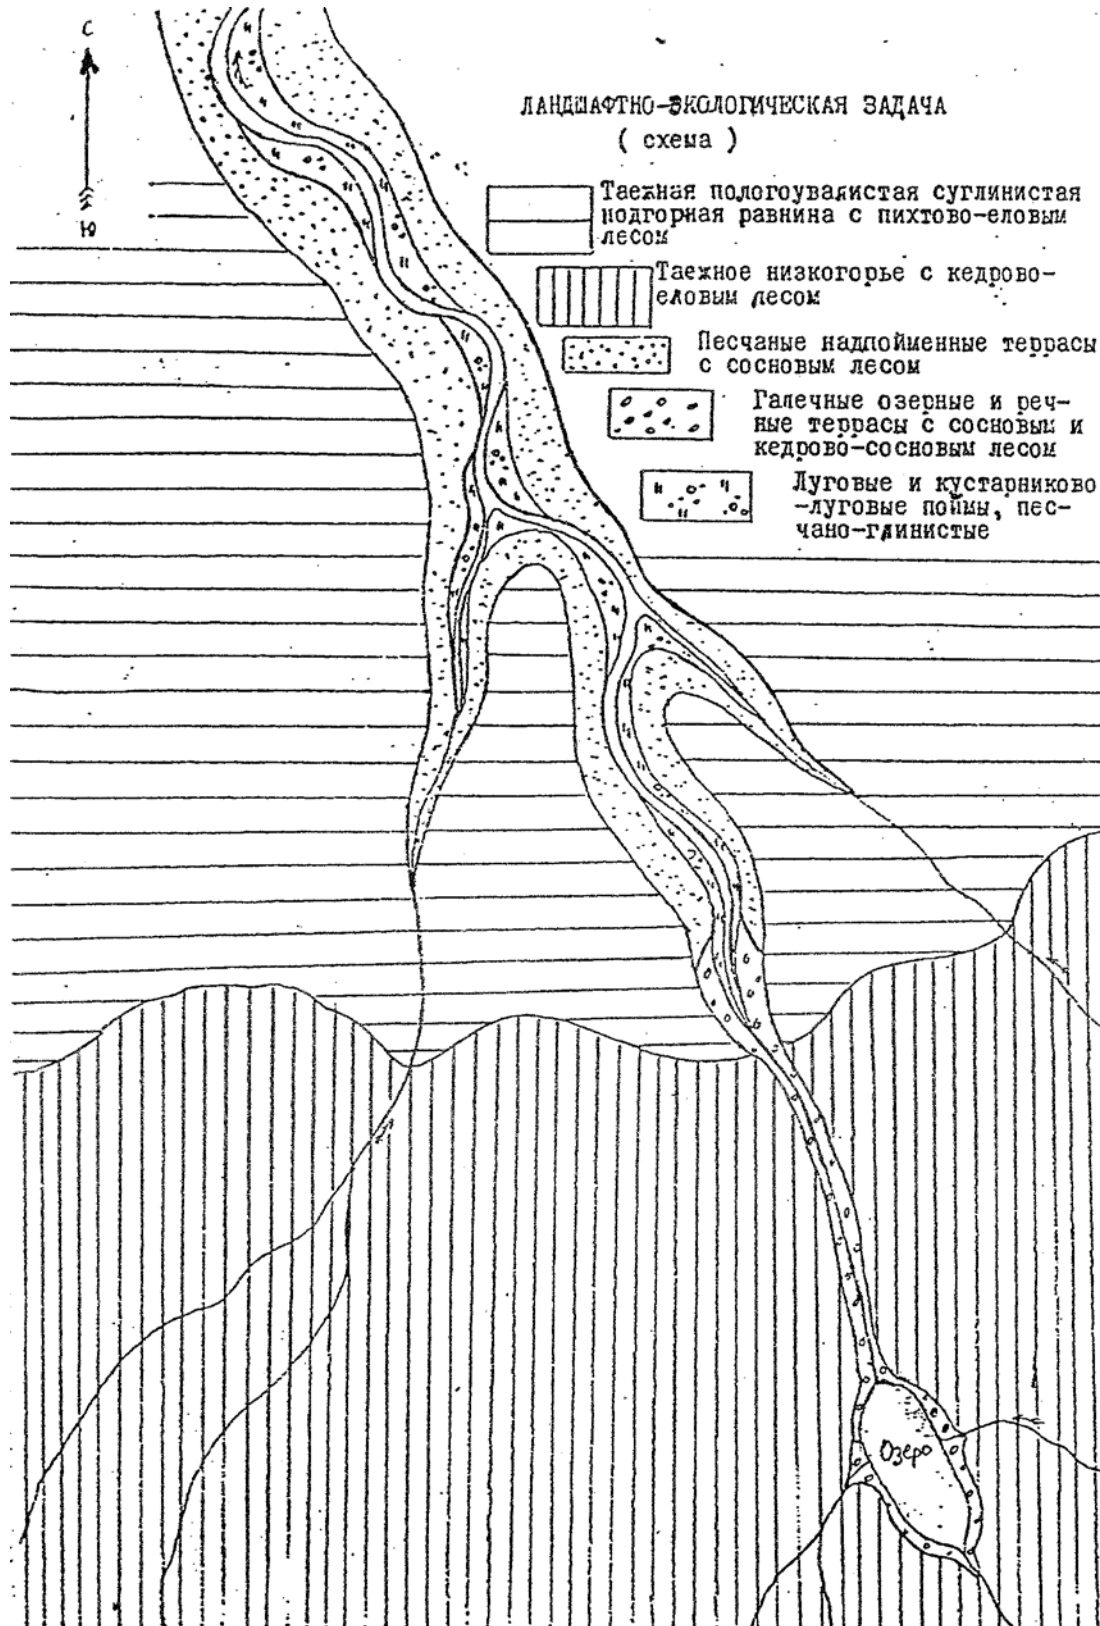 С
Ю
ЛАНДШАФТНО-ЭКОЛОГИЧЕСКАЯ ЗАДАЧА
( схема )
Таежная пологоувалистая суглинистая
подгорная равнина с пихтово-еловым
лесом
Таежное низкогорье с кедрово-
еловым лесом
Песчаные надпойменные террасы
с сосновым лесом
Галечные озерные и реч-
ные террасы с сосновым и
кедрово-сосновым лесом
Луговые и кустарниково
-луговые поймы, пес-
чано-глинистые
Озеро